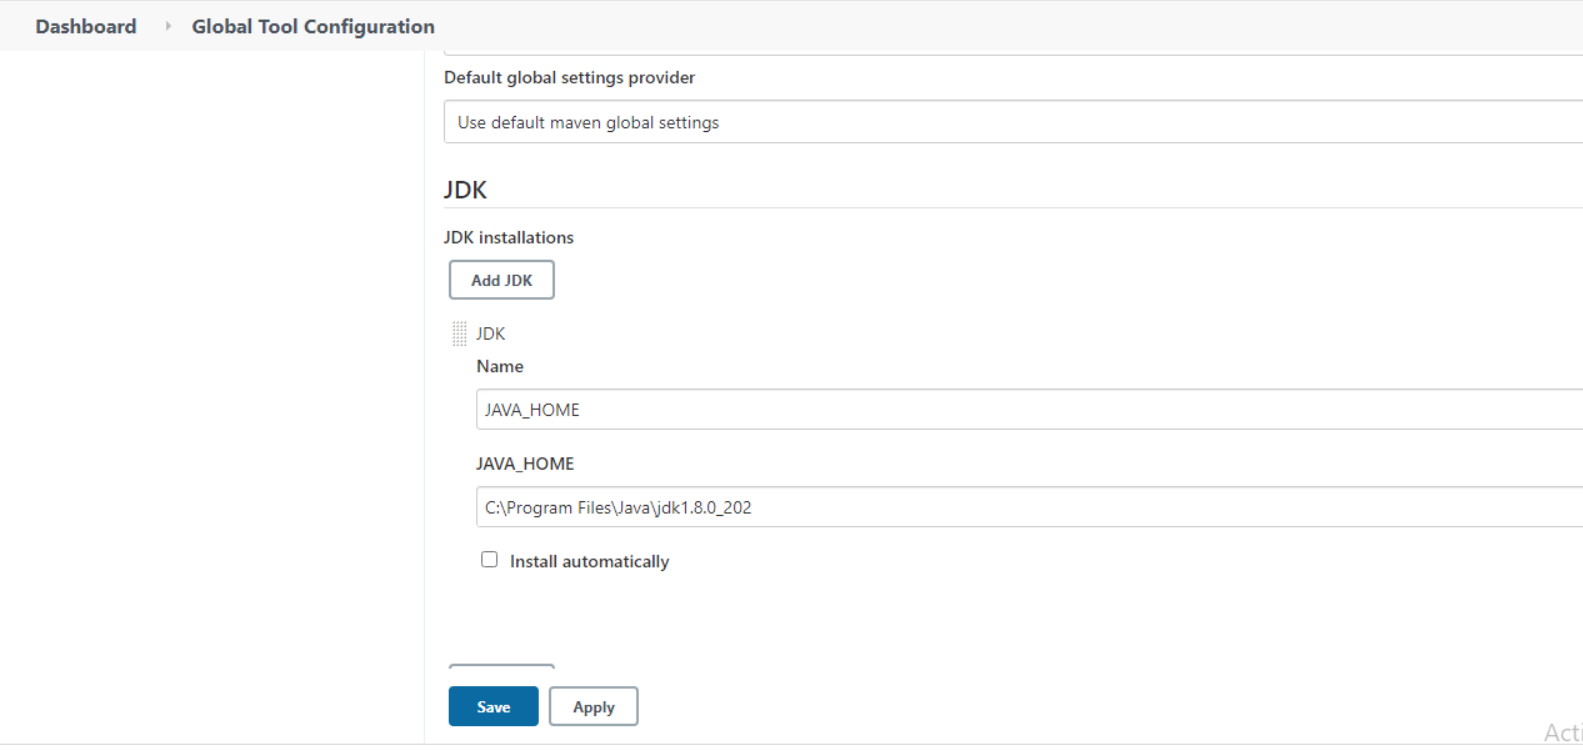 Dashboard
Global Tool Configuration
Default global settings provider
Use default maven global settings
JDK
JDK installations
Add JDK
JDK
Name
JAVA_HOME
JAVA_HOME
C:\Program Files\Java\jdk1.8.0_202
Install automatically
Save
Apply